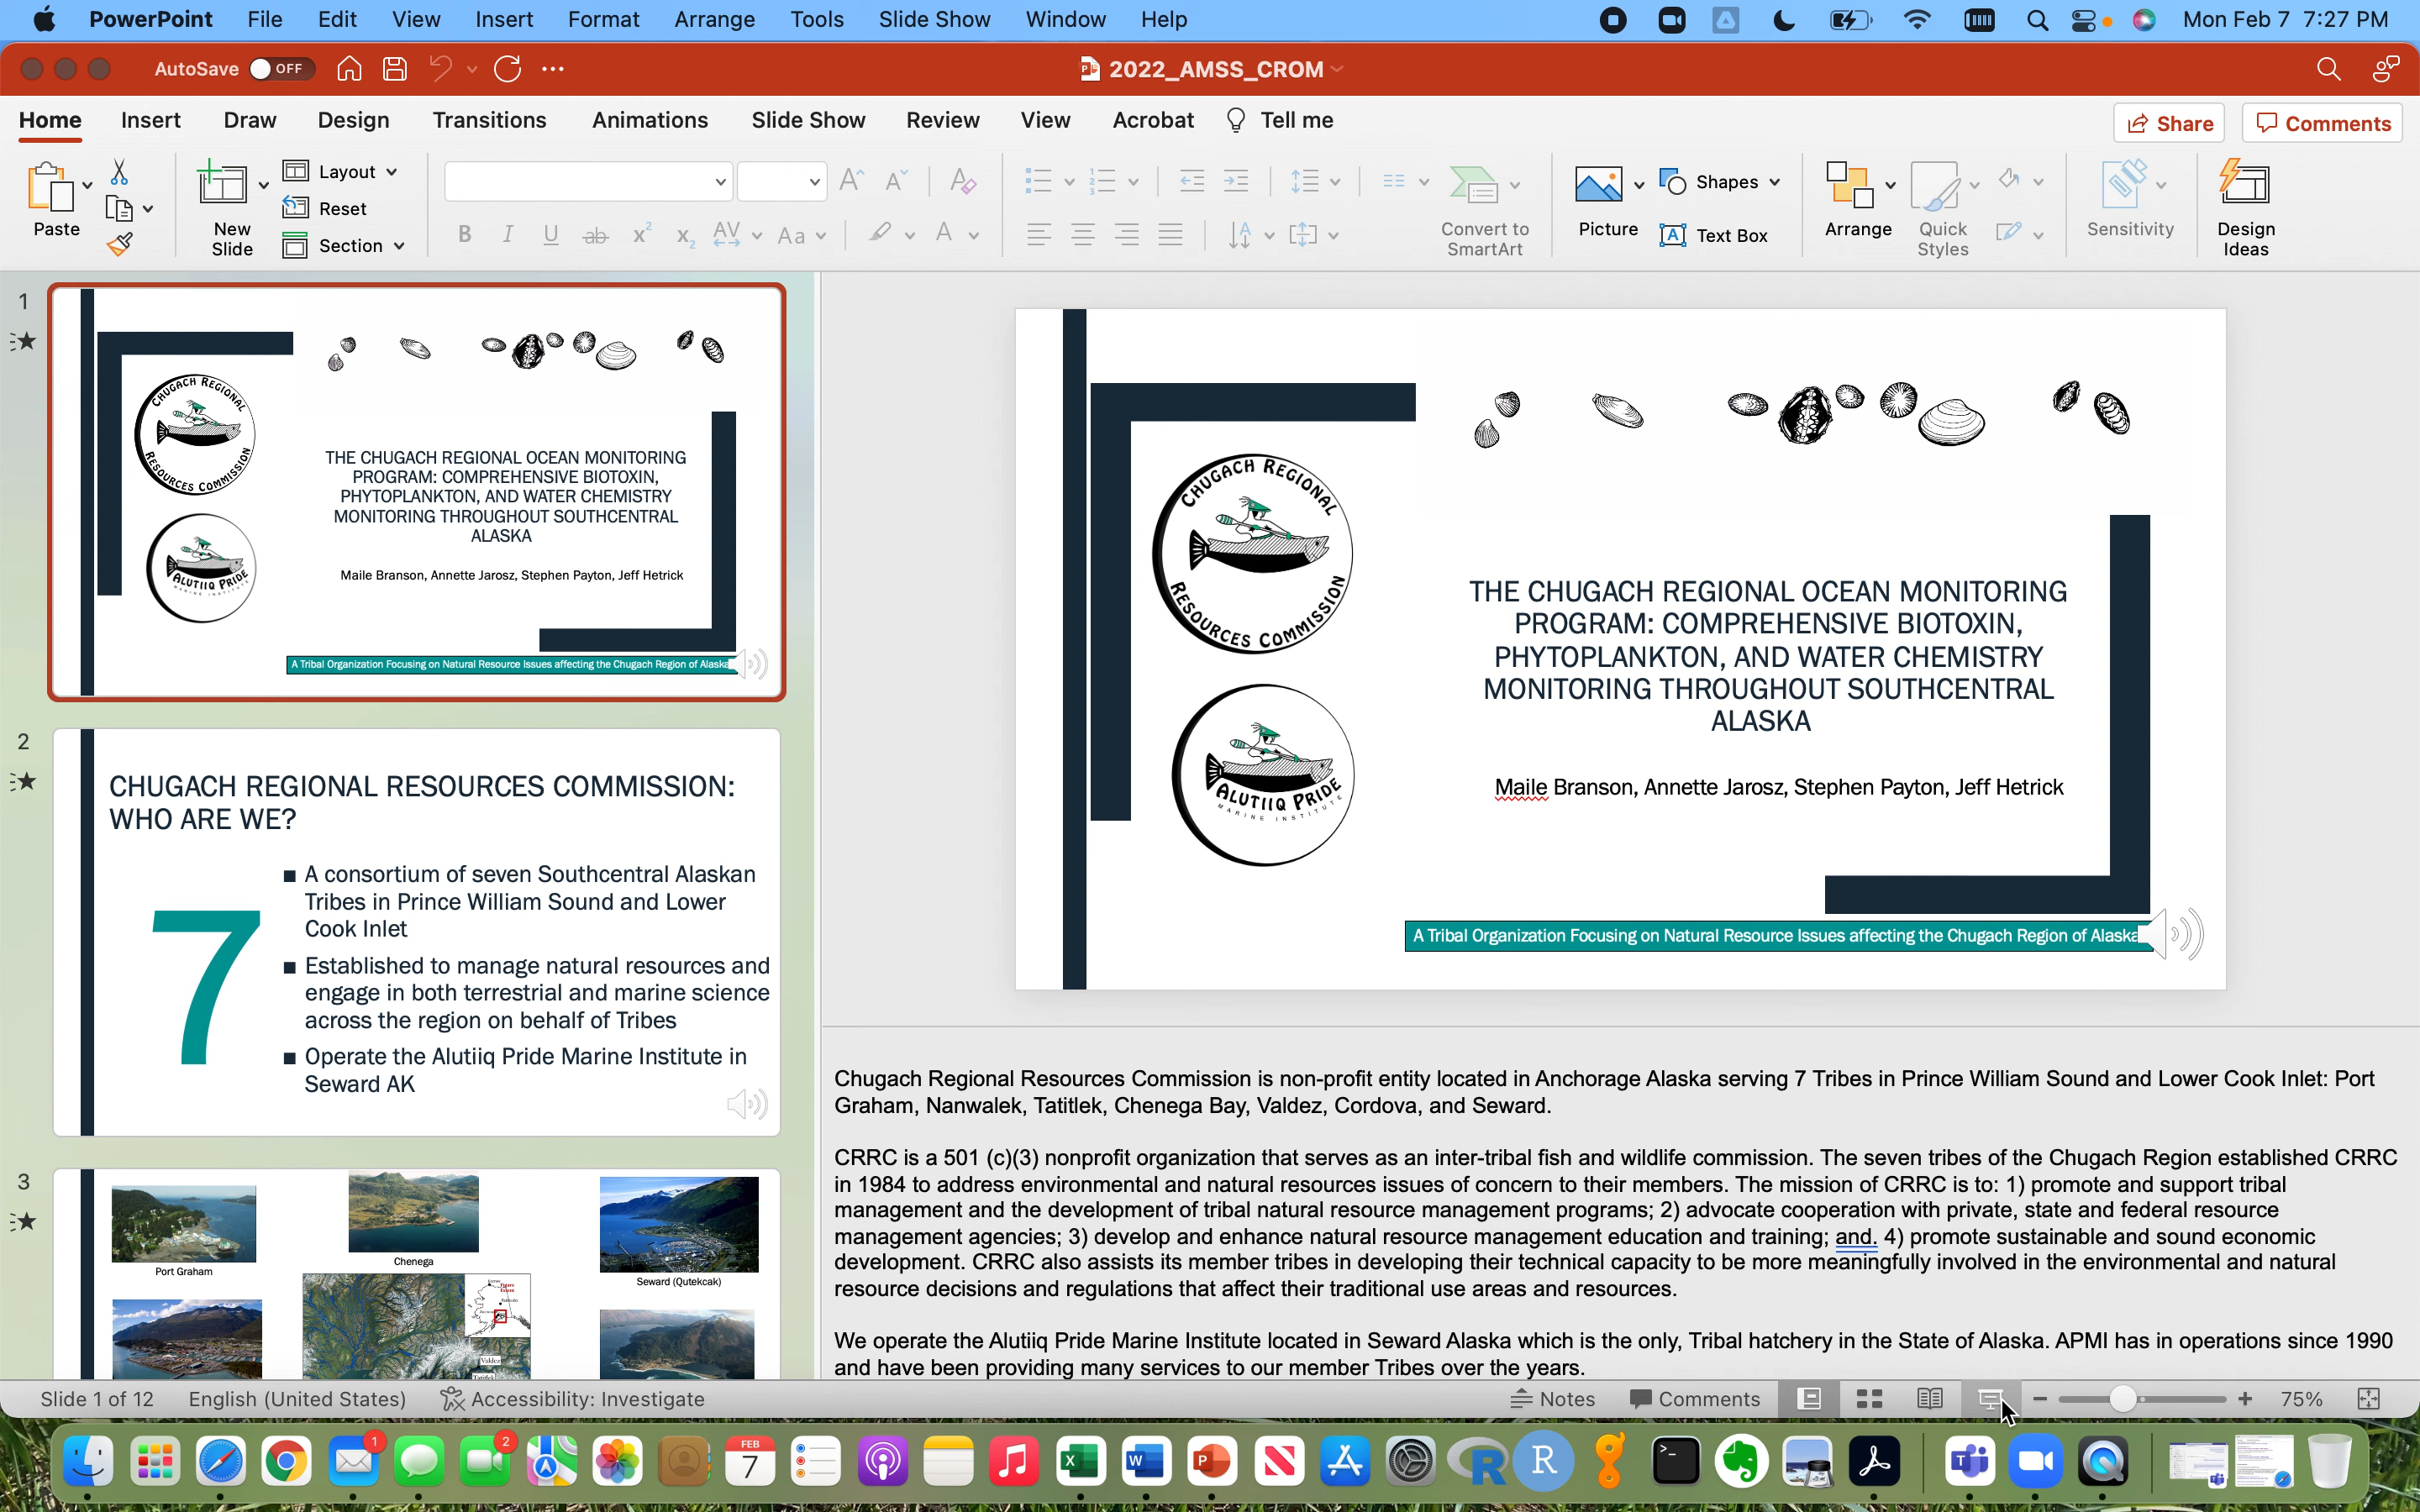 PowerPoint File Edit View Insert Format Arrange Tools Slide Show Window Help Mon Feb 7 7:27 PM
AutoSave OFF 2022_AMSS_CROM
Home Insert Draw Design Transitions Animations Slide Show Review View Acrobat Tell me Share Comments
Paste
New
Slide
Layout
Reset
Section
Convert to
SmartArt
Picture
Shapes
Text Box
Arrange
Quick
Styles
Sensitivity
Design
Ideas
1
CHUGACH REGIONAL
RESOURCES COMMISSION
ALUTIIQ PRIDE
MARINE INSTITUTE
THE CHUGACH REGIONAL OCEAN MONITORING
PROGRAM: COMPREHENSIVE BIOTOXIN,
PHYTOPLANKTON, AND WATER CHEMISTRY
MONITORING THROUGHOUT SOUTHCENTRAL
ALASKA
Maile Branson, Annette Jarosz, Stephen Payton, Jeff Hetrick
A Tribal Organization Focusing on Natural Resource Issues affecting the Chugach Region of Alaska
2
CHUGACH REGIONAL RESOURCES COMMISSION:
WHO ARE WE?
7
■ A consortium of seven Southcentral Alaskan
Tribes in Prince William Sound and Lower
Cook Inlet
■ Established to manage natural resources and
engage in both terrestrial and marine science
across the region on behalf of Tribes
■ Operate the Alutiiq Pride Marine Institute in
Seward AK
3
Port Graham
Chenega
Seward (Qutekcak)
Valdez
CHUGACH REGIONAL
RESOURCES COMMISSION
ALUTIIQ PRIDE
MARINE INSTITUTE
THE CHUGACH REGIONAL OCEAN MONITORING
PROGRAM: COMPREHENSIVE BIOTOXIN,
PHYTOPLANKTON, AND WATER CHEMISTRY
MONITORING THROUGHOUT SOUTHCENTRAL
ALASKA
Maile Branson, Annette Jarosz, Stephen Payton, Jeff Hetrick
A Tribal Organization Focusing on Natural Resource Issues affecting the Chugach Region of Alaska
Chugach Regional Resources Commission is non-profit entity located in Anchorage Alaska serving 7 Tribes in Prince William Sound and Lower Cook Inlet: Port
Graham, Nanwalek, Tatitlek, Chenega Bay, Valdez, Cordova, and Seward.
CRRC is a 501 (c)(3) nonprofit organization that serves as an inter-tribal fish and wildlife commission. The seven tribes of the Chugach Region established CRRC
in 1984 to address environmental and natural resources issues of concern to their members. The mission of CRRC is to: 1) promote and support tribal
management and the development of tribal natural resource management programs; 2) advocate cooperation with private, state and federal resource
management agencies; 3) develop and enhance natural resource management education and training; and. 4) promote sustainable and sound economic
development. CRRC also assists its member tribes in developing their technical capacity to be more meaningfully involved in the environmental and natural
resource decisions and regulations that affect their traditional use areas and resources.
We operate the Alutiiq Pride Marine Institute located in Seward Alaska which is the only, Tribal hatchery in the State of Alaska. APMI has in operations since 1990
and have been providing many services to our member Tribes over the years.
Slide 1 of 12 English (United States) Accessibility: Investigate Notes Comments 75%
1 2 FEB 7